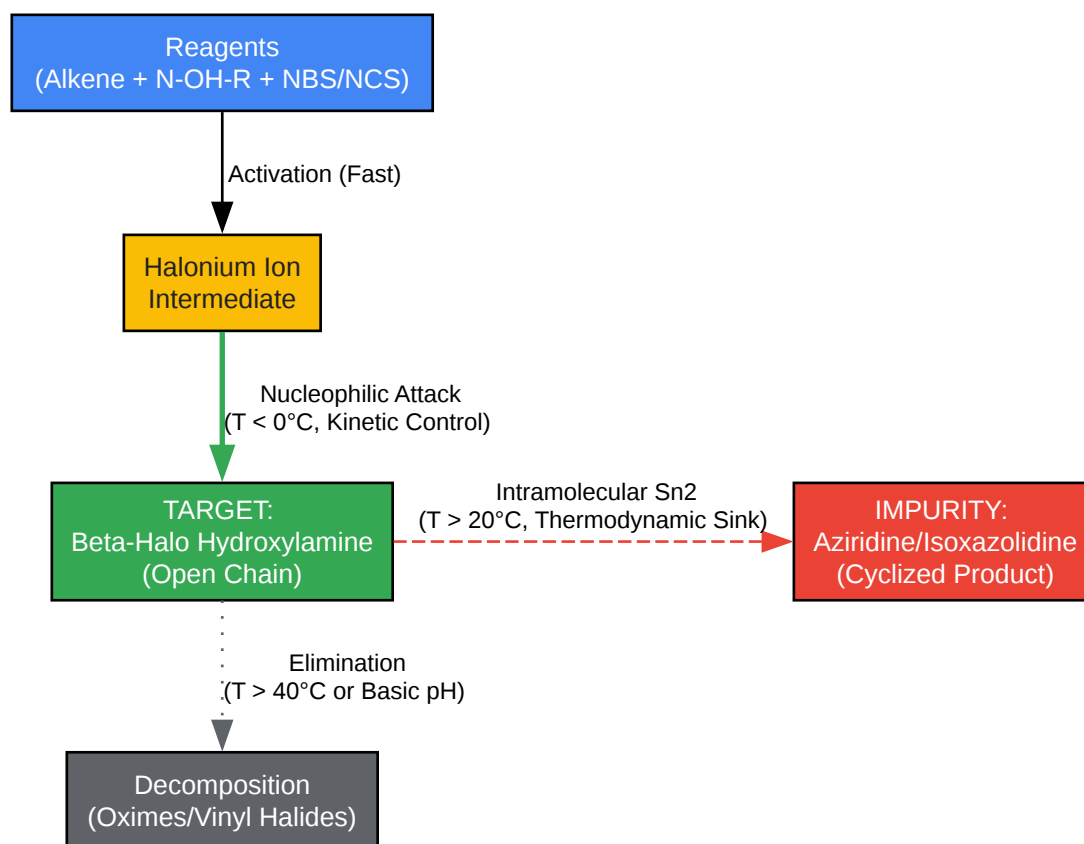 Reagents
(Alkene + N-OH-R + NBS/NCS)
Activation (Fast)
Halonium Ion
Intermediate
Nucleophilic Attack
(T < 0°C, Kinetic Control)
TARGET:
Beta-Halo Hydroxylamine
(Open Chain)
Intramolecular Sn2
(T > 20°C, Thermodynamic Sink)
IMPURITY:
Aziridine/Isoxazolidine
(Cyclized Product)
Elimination
(T > 40°C or Basic pH)
Decomposition
(Oximes/Vinyl Halides)